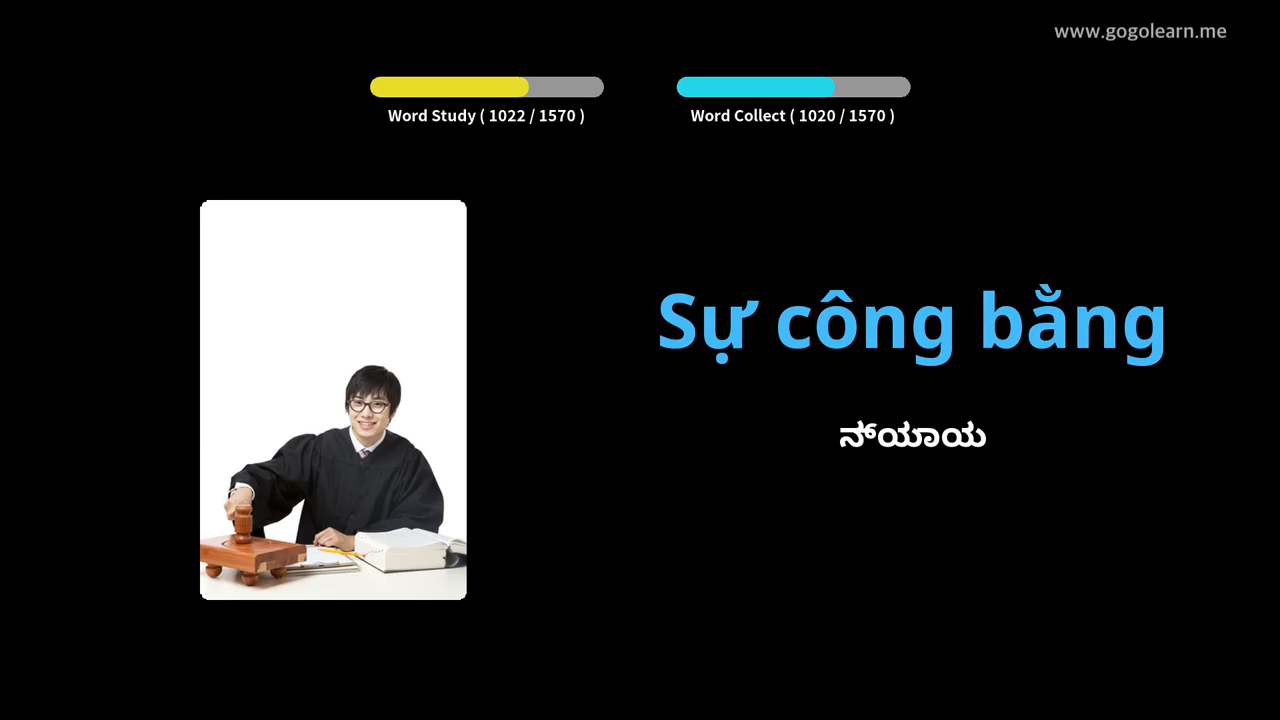 www.gogolearn.me
Word Study ( 1022 / 1570 )
Word Collect ( 1020 / 1570 )
Sự công bằng
ನ್ಯಾಯ